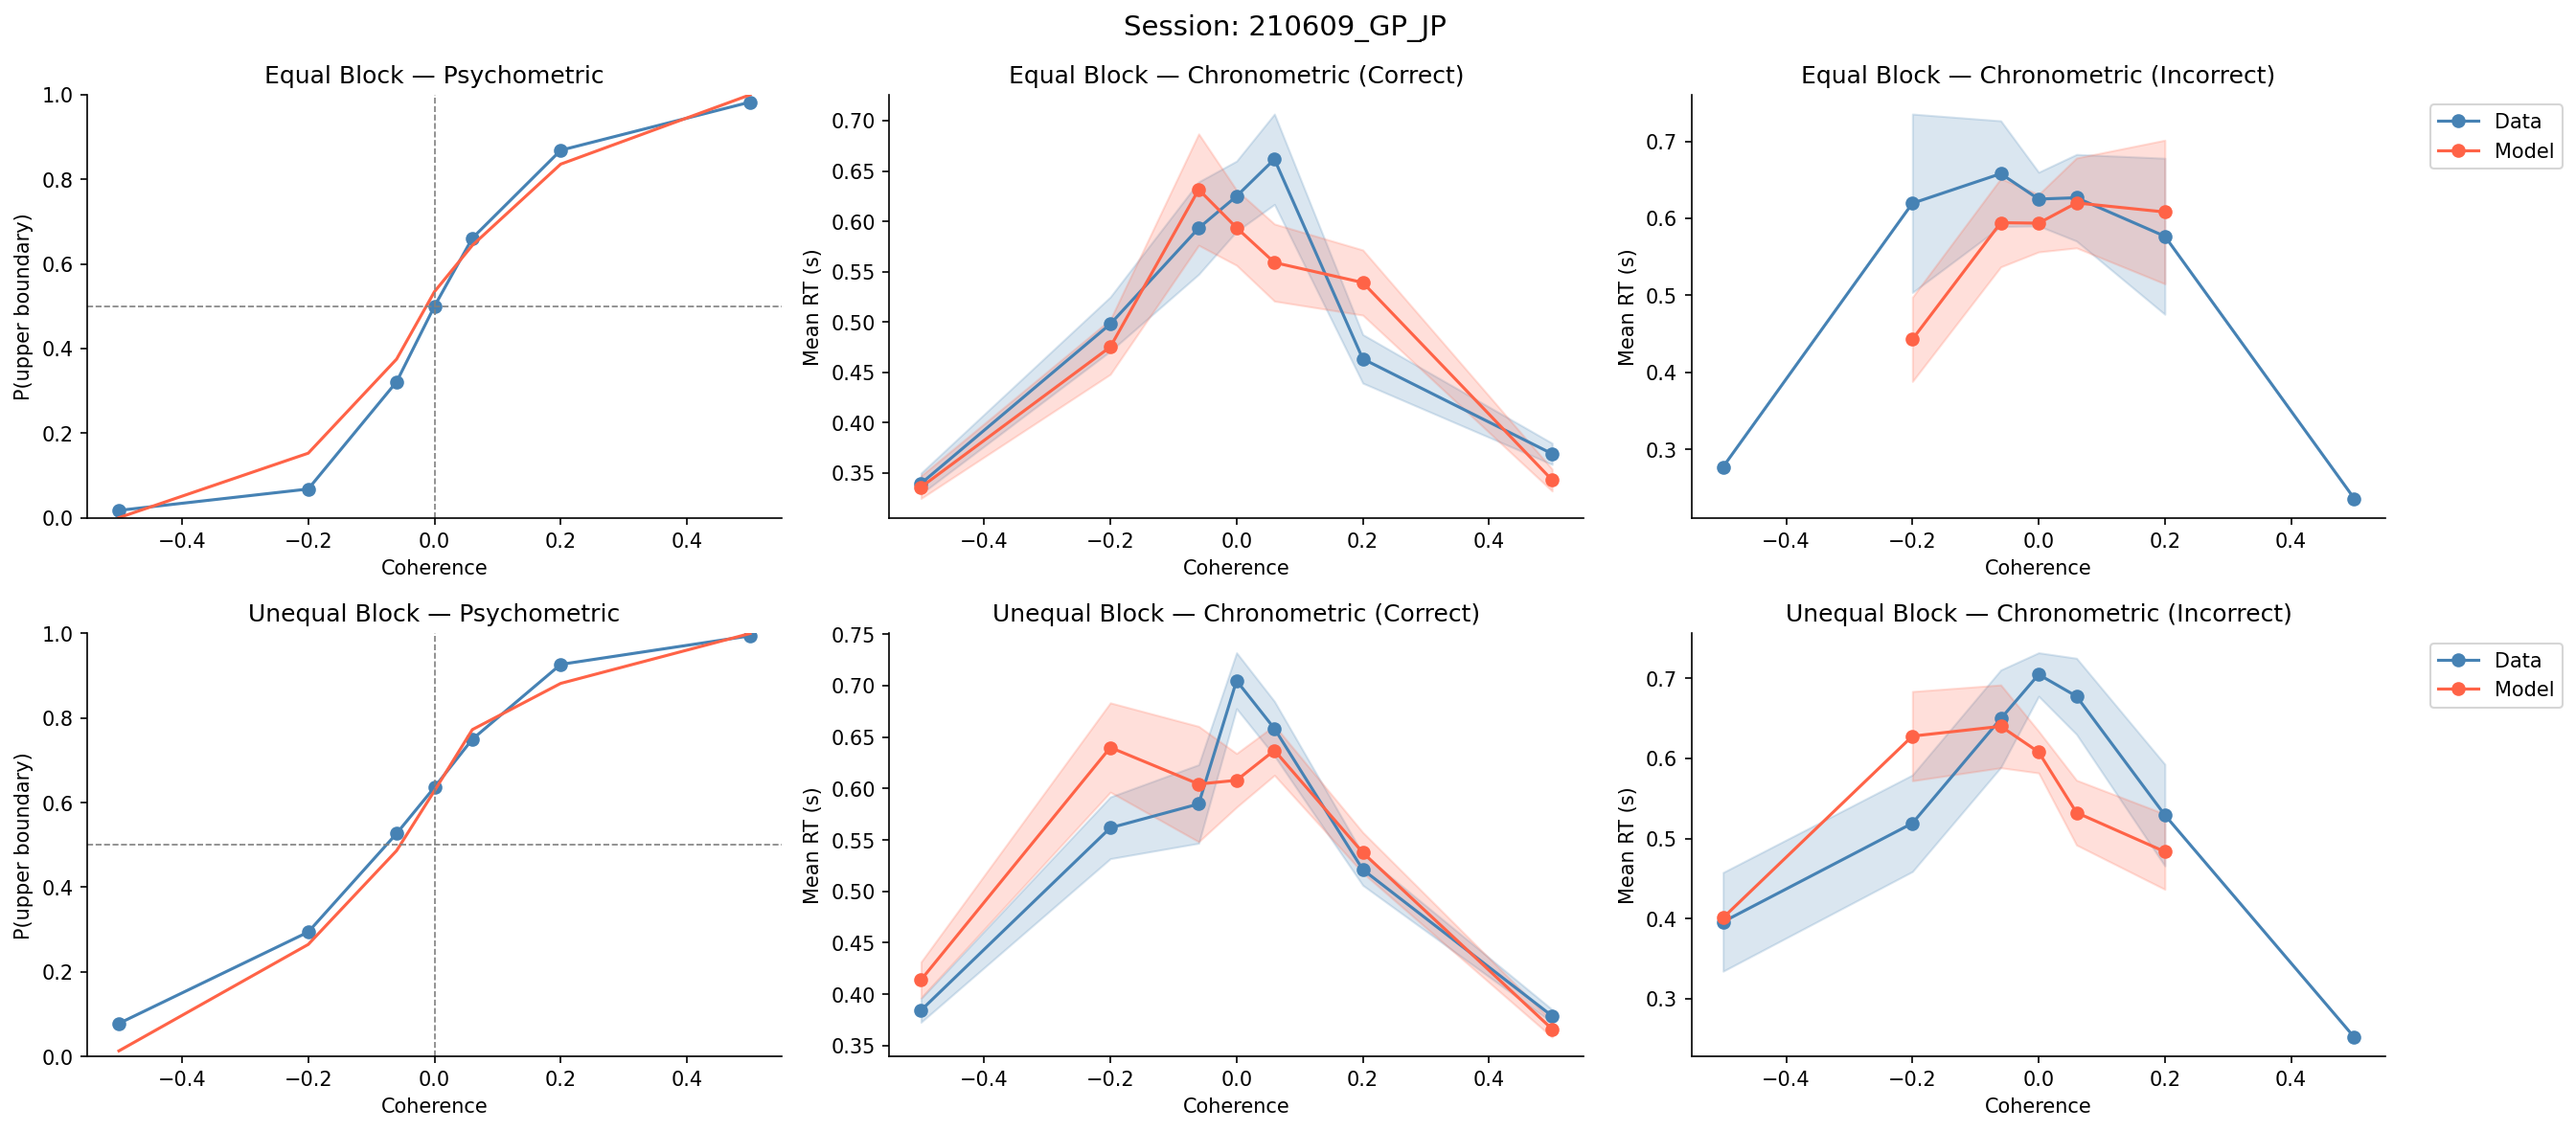 Session: 210609_GP_JP
Equal Block — Psychometric
1.0
0.8
0.6
0.4
0.2
0.0
P(upper boundary)
−0.4 −0.2 0.0 0.2 0.4
Coherence
Equal Block — Chronometric (Correct)
0.70
0.65
0.60
0.55
0.50
0.45
0.40
0.35
Mean RT (s)
−0.4 −0.2 0.0 0.2 0.4
Coherence
Equal Block — Chronometric (Incorrect)
0.7
0.6
0.5
0.4
0.3
Mean RT (s)
−0.4 −0.2 0.0 0.2 0.4
Coherence
Data
Model
Unequal Block — Psychometric
1.0
0.8
0.6
0.4
0.2
0.0
P(upper boundary)
−0.4 −0.2 0.0 0.2 0.4
Coherence
Unequal Block — Chronometric (Correct)
0.75
0.70
0.65
0.60
0.55
0.50
0.45
0.40
0.35
Mean RT (s)
−0.4 −0.2 0.0 0.2 0.4
Coherence
Unequal Block — Chronometric (Incorrect)
0.7
0.6
0.5
0.4
0.3
Mean RT (s)
−0.4 −0.2 0.0 0.2 0.4
Coherence
Data
Model